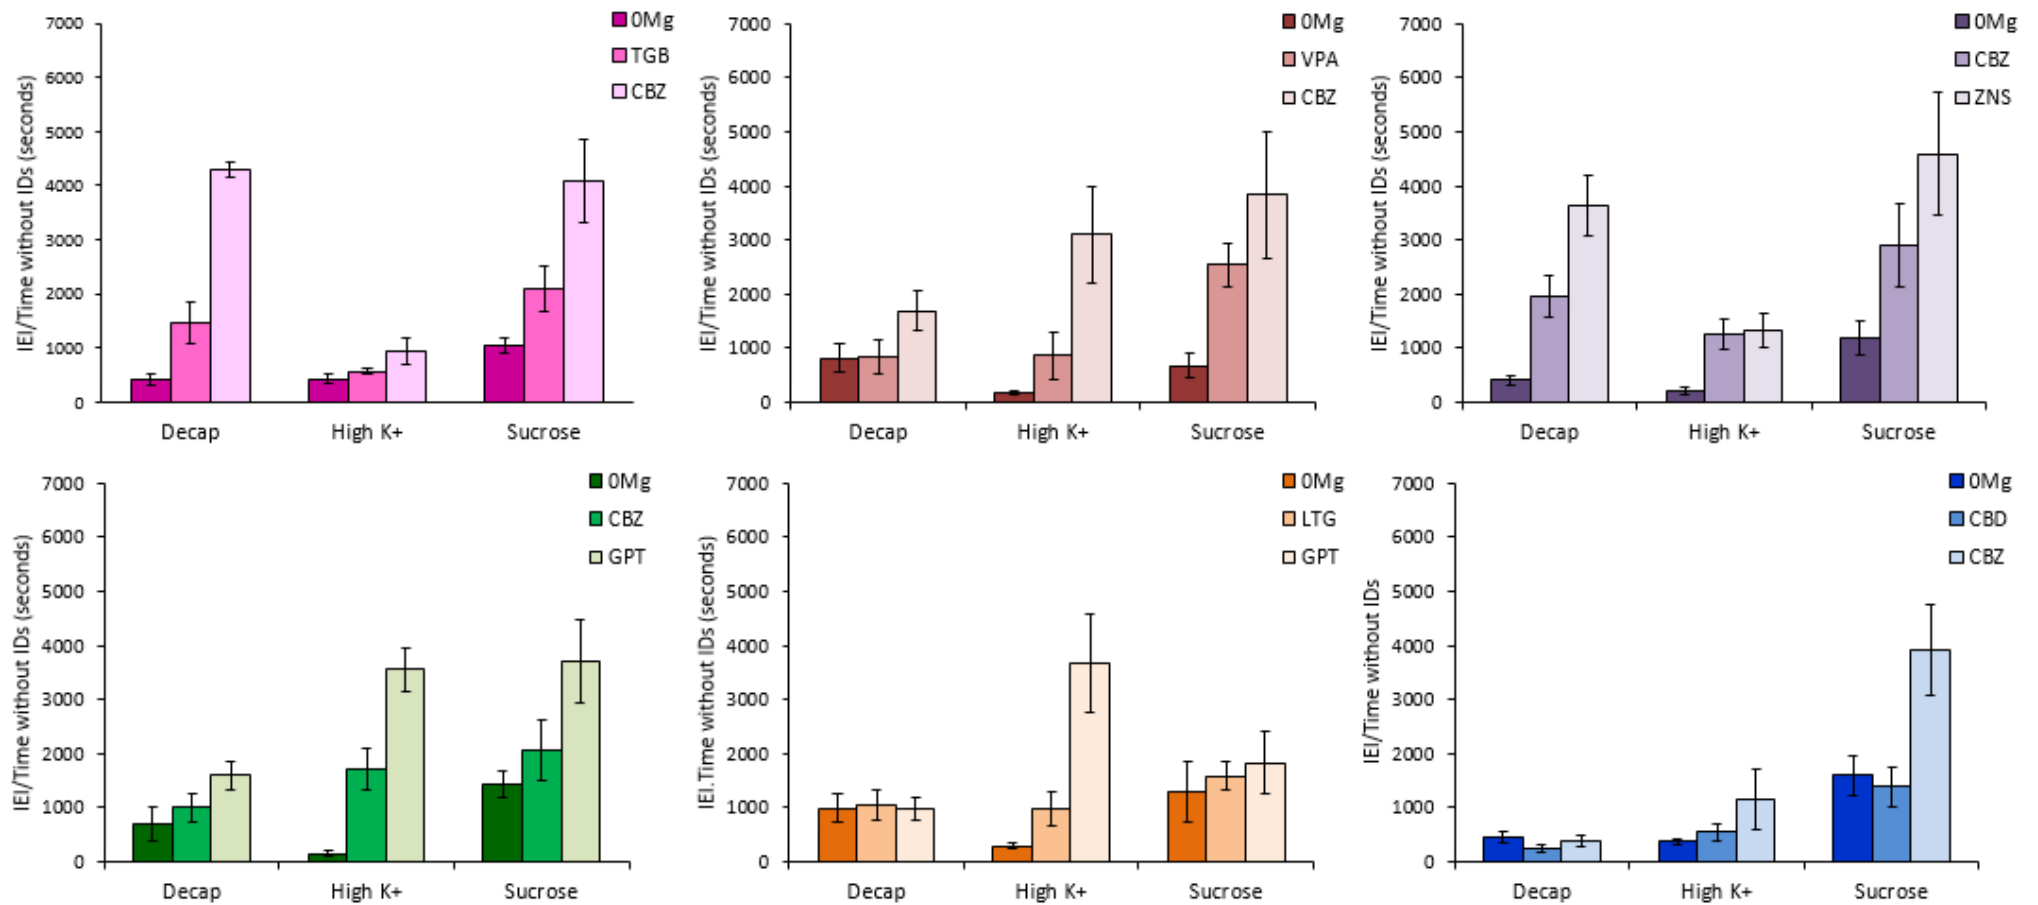 7000
6000
5000
4000
3000
2000
1000
0
IEI/Time without IDs (seconds)
0Mg
TGB
CBZ
Decap High K+ Sucrose
7000
6000
5000
4000
3000
2000
1000
0
IEI/Time without IDs (seconds)
0Mg
VPA
CBZ
Decap High K+ Sucrose
7000
6000
5000
4000
3000
2000
1000
0
IEI/Time without IDs (seconds)
0Mg
CBZ
ZNS
Decap High K+ Sucrose
7000
6000
5000
4000
3000
2000
1000
0
IEI/Time without IDs (seconds)
0Mg
CBZ
GPT
Decap High K+ Sucrose
7000
6000
5000
4000
3000
2000
1000
0
IEI.Time without IDs (seconds)
0Mg
LTG
GPT
Decap High K+ Sucrose
7000
6000
5000
4000
3000
2000
1000
0
IEI/Time without IDs
0Mg
CBD
CBZ
Decap High K+ Sucrose